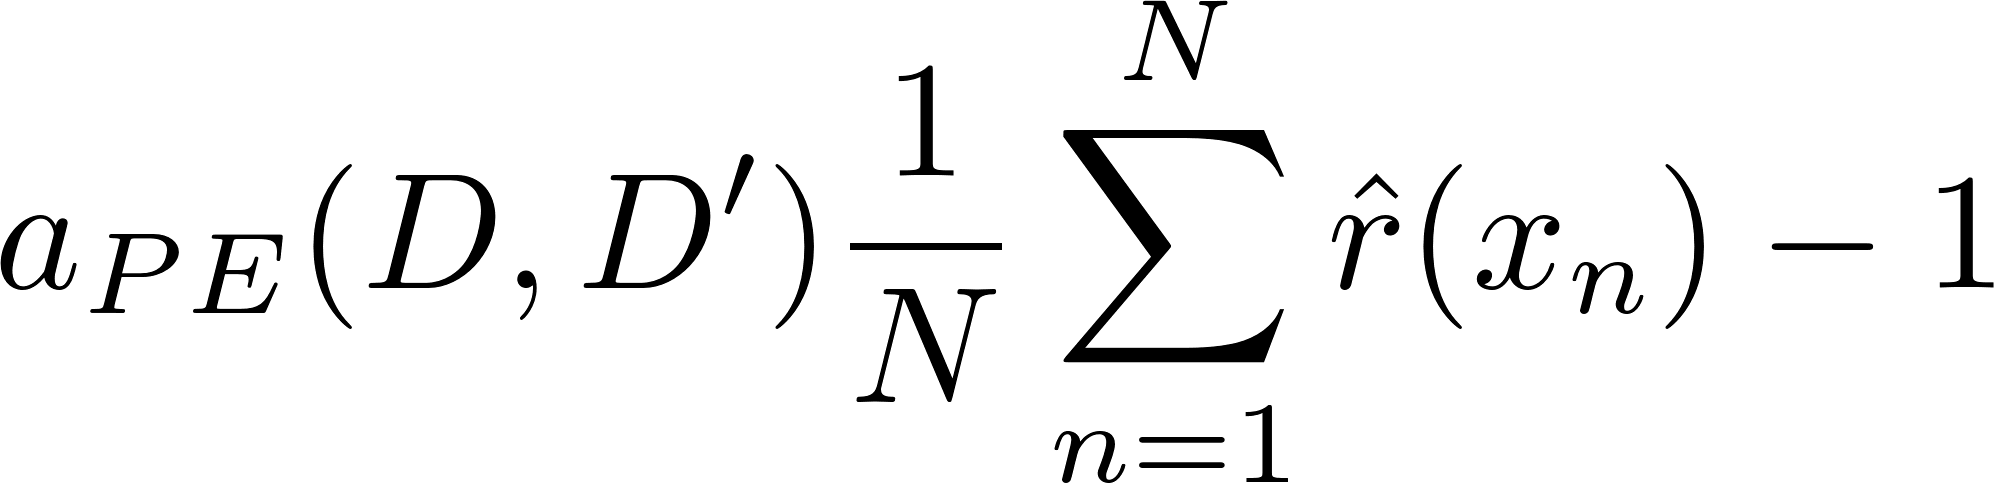 a_{PE}(D, D') \frac{1}{N} \sum_{n=1}^{N} \hat{r}(x_n) - 1